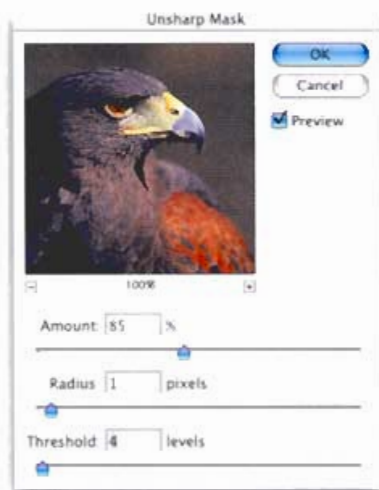 Unsharp Mask
OK
Cancel
Preview
100%
Amount: 85 %
Radius: 1 pixels
Threshold: 4 levels